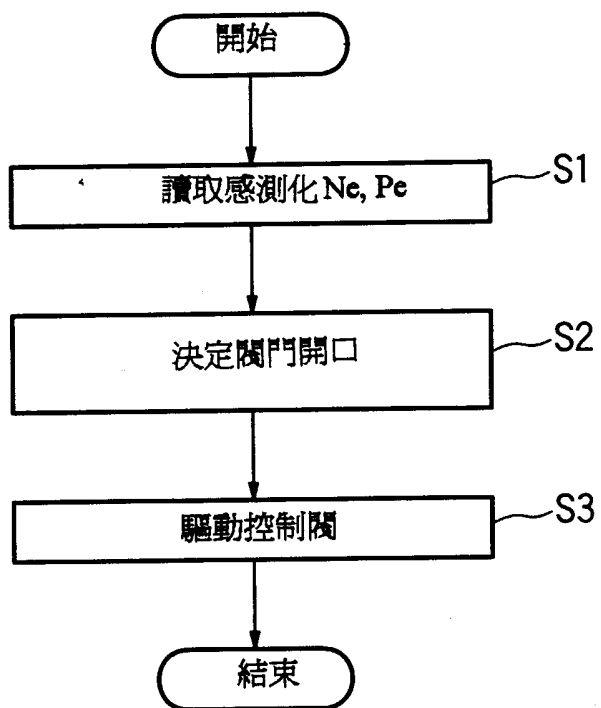 開始
讀取感測化 Ne, Pe
S1
決定閥門開口
S2
驅動控制閥
S3
結束